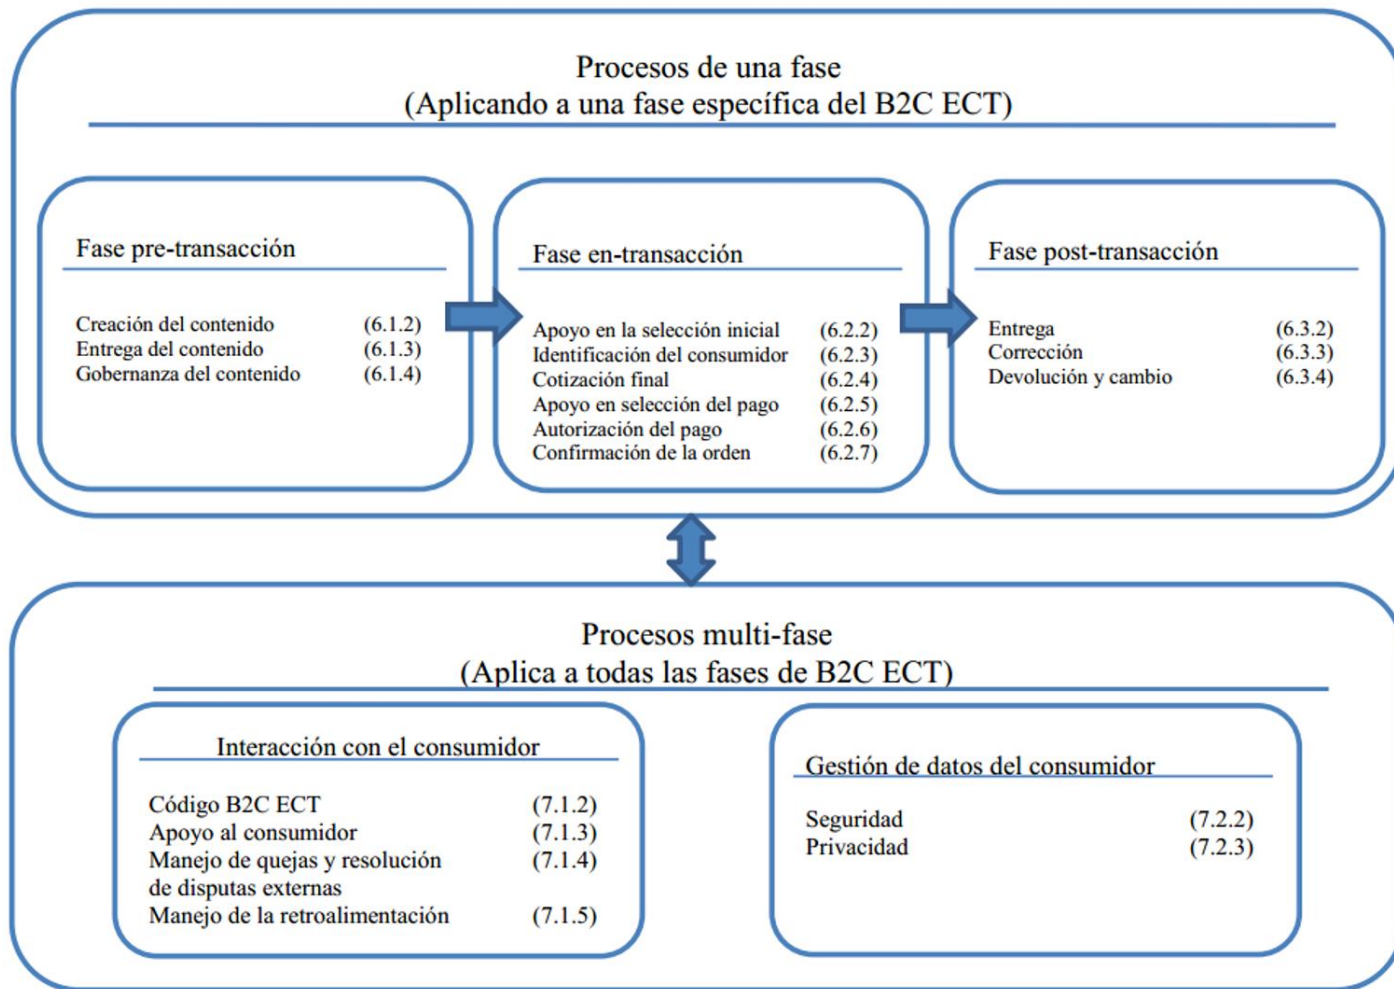 Procesos de una fase
(Aplicando a una fase específica del B2C ECT)
Fase pre-transacción
Creación del contenido (6.1.2)
Entrega del contenido (6.1.3)
Gobernanza del contenido (6.1.4)
Fase en-transacción
Apoyo en la selección inicial (6.2.2)
Identificación del consumidor (6.2.3)
Cotización final (6.2.4)
Apoyo en selección del pago (6.2.5)
Autorización del pago (6.2.6)
Confirmación de la orden (6.2.7)
Fase post-transacción
Entrega (6.3.2)
Corrección (6.3.3)
Devolución y cambio (6.3.4)
Procesos multi-fase
(Aplica a todas las fases de B2C ECT)
Interacción con el consumidor
Código B2C ECT (7.1.2)
Apoyo al consumidor (7.1.3)
Manejo de quejas y resolución (7.1.4)
de disputas externas
Manejo de la retroalimentación (7.1.5)
Gestión de datos del consumidor
Seguridad (7.2.2)
Privacidad (7.2.3)